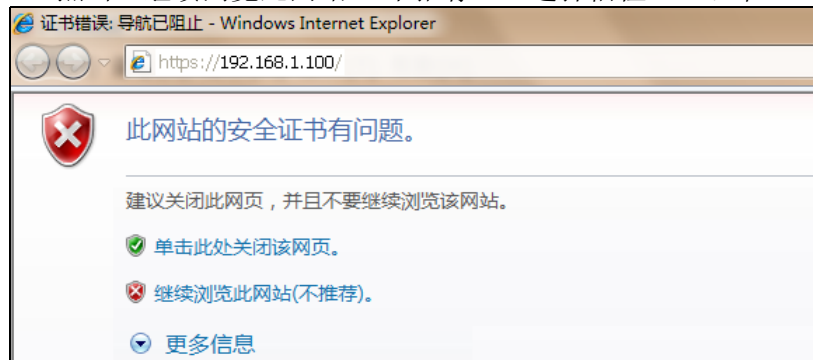 证书错误: 导航已阻止 - Windows Internet Explorer
https://192.168.1.100/
此网站的安全证书有问题。
建议关闭此网页，并且不要继续浏览该网站。
单击此处关闭该网页。
继续浏览此网站(不推荐)。
更多信息